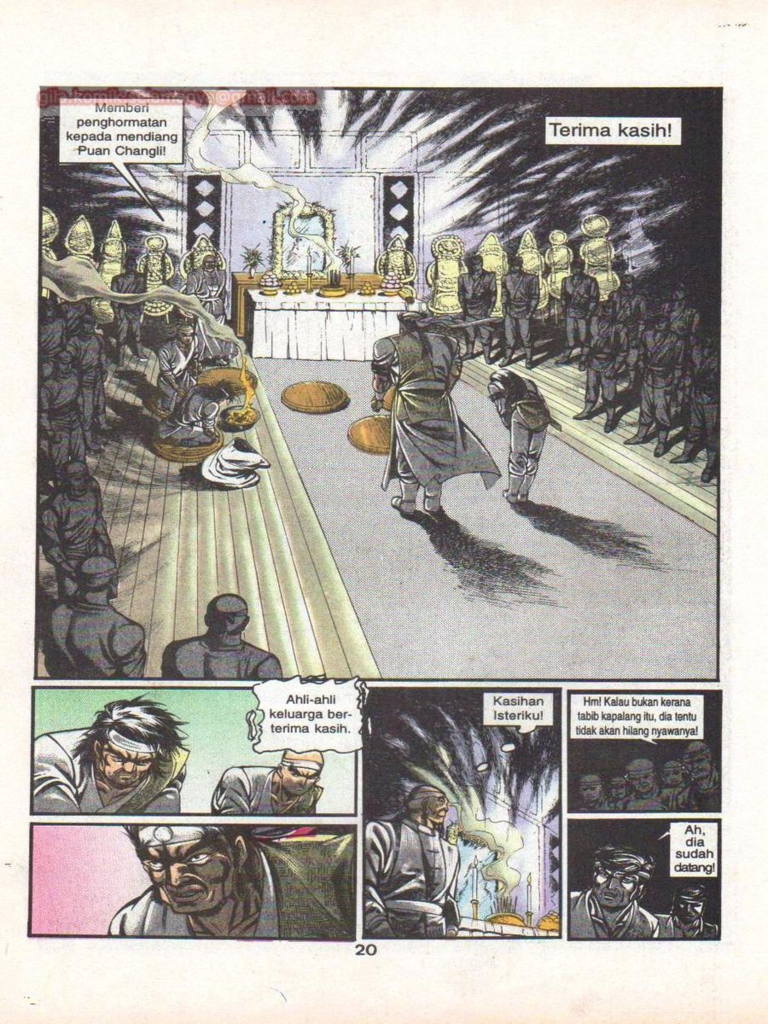 Memberi
penghormatan
kepada mendiang
Puan Changli!
Terima kasih!
Ahli-ahli
keluarga ber-
terima kasih.
Kasihan
Isteriku!
Hm! Kalau bukan kerana
tabib kapalang itu, dia tentu
tidak akan hilang nyawanya!
Ah,
dia
sudah
datang!
20